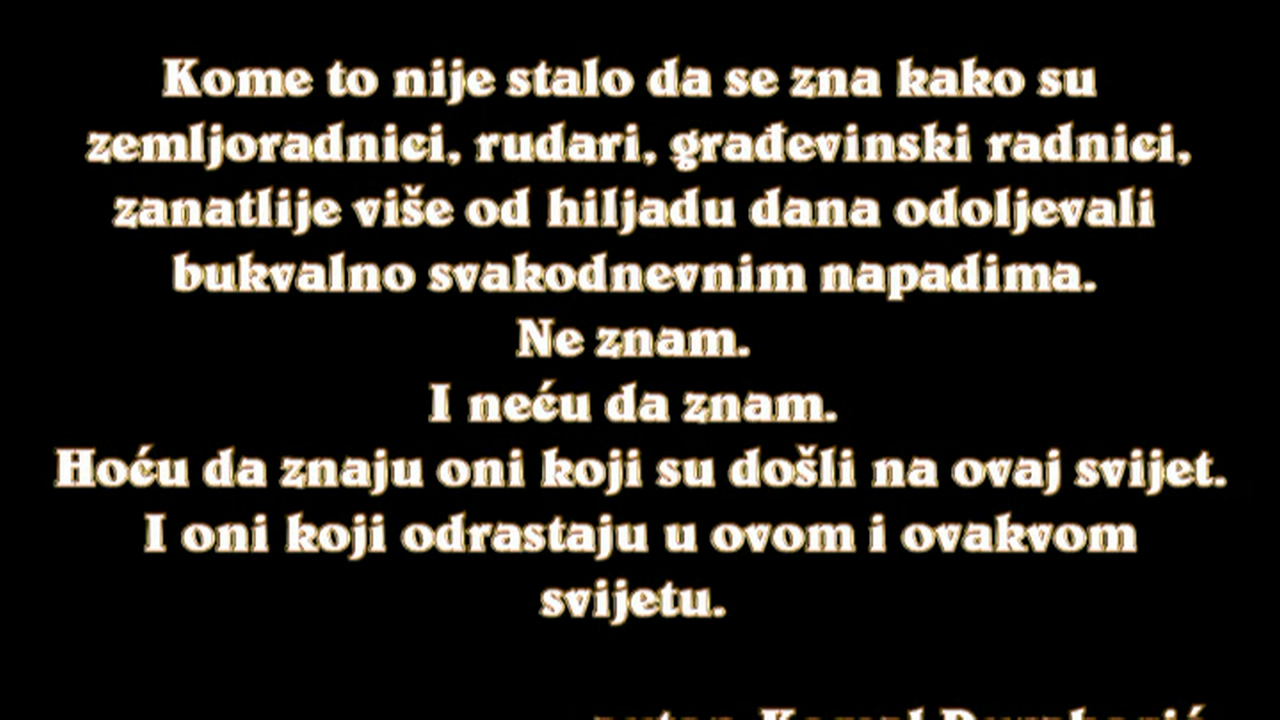 Kome to nije stalo da se zna kako su
zemljoradnici, rudari, građevinski radnici,
zanatlije više od hiljadu dana odoljevali
bukvalno svakodnevnim napadima.
Ne znam.
I neću da znam.
Hoću da znaju oni koji su došli na ovaj svijet.
I oni koji odrastaju u ovom i ovakvom
svijetu.